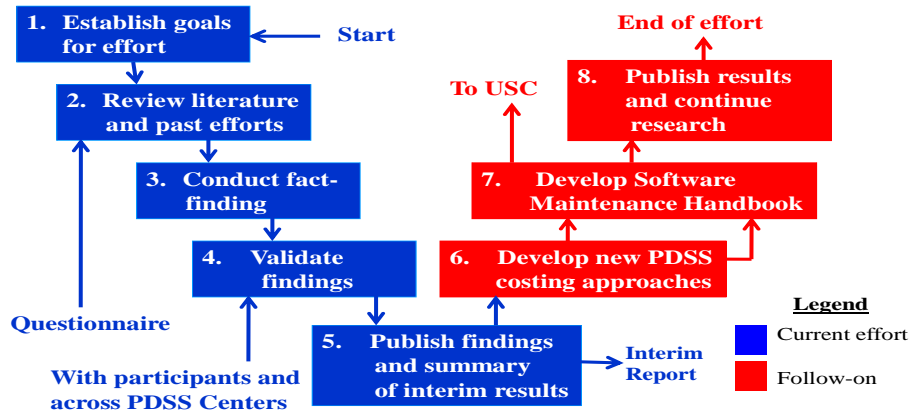 1. Establish goals
for effort
Start
2. Review literature
and past efforts
3. Conduct fact-
finding
4. Validate
findings
Questionnaire
With participants and
across PDSS Centers
5. Publish findings
and summary
of interim results
Interim
Report
6. Develop new PDSS
costing approaches
7. Develop Software
Maintenance Handbook
To USC
8. Publish results
and continue
research
End of effort
Legend
Current effort
Follow-on